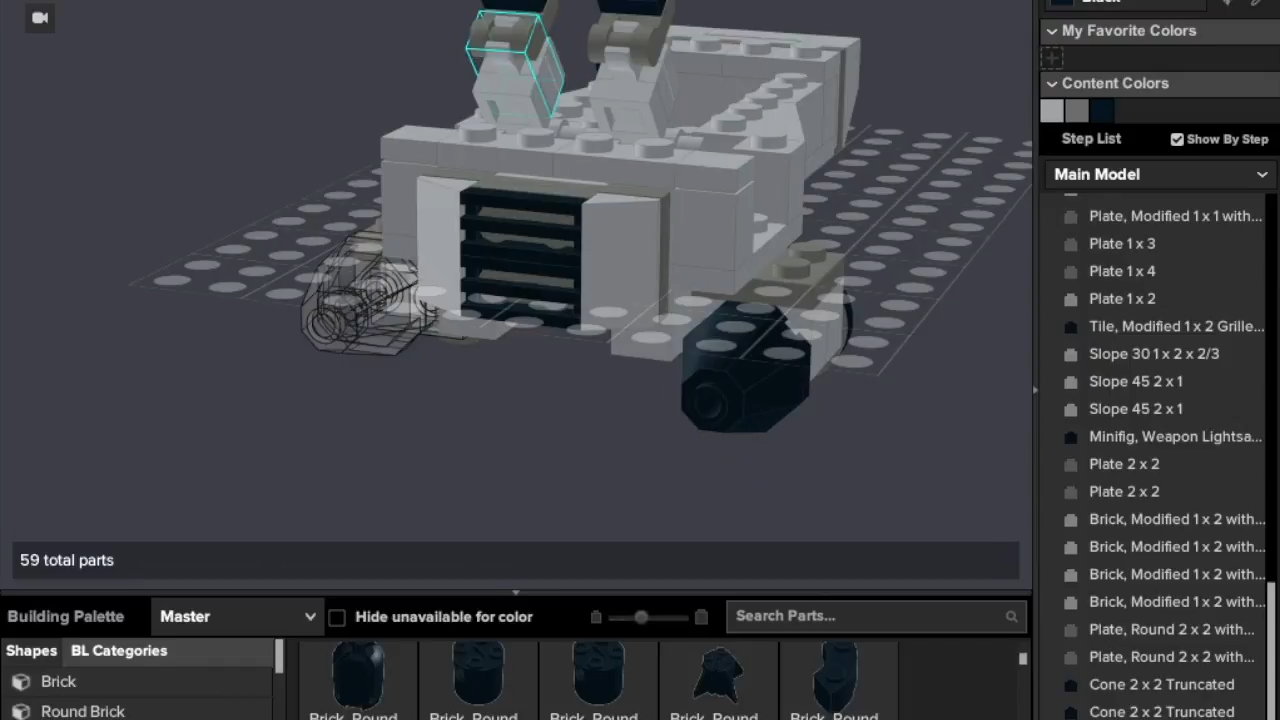 Black
My Favorite Colors
Content Colors
Step List
Show By Step
Main Model
Plate, Modified 1 x 1 with...
Plate 1 x 3
Plate 1 x 4
Plate 1 x 2
Tile, Modified 1 x 2 Grille...
Slope 30 1 x 2 x 2/3
Slope 45 2 x 1
Slope 45 2 x 1
Minifig, Weapon Lightsa...
Plate 2 x 2
Plate 2 x 2
Brick, Modified 1 x 2 with...
Brick, Modified 1 x 2 with...
Brick, Modified 1 x 2 with...
Brick, Modified 1 x 2 with...
Plate, Round 2 x 2 with...
Plate, Round 2 x 2 with...
Cone 2 x 2 Truncated
Cone 2 x 2 Truncated
59 total parts
Building Palette
Master
Hide unavailable for color
Search Parts...
Shapes
BL Categories
Brick
Round Brick
Brick, Round
Brick, Round
Brick, Round
Brick, Round
Brick, Round